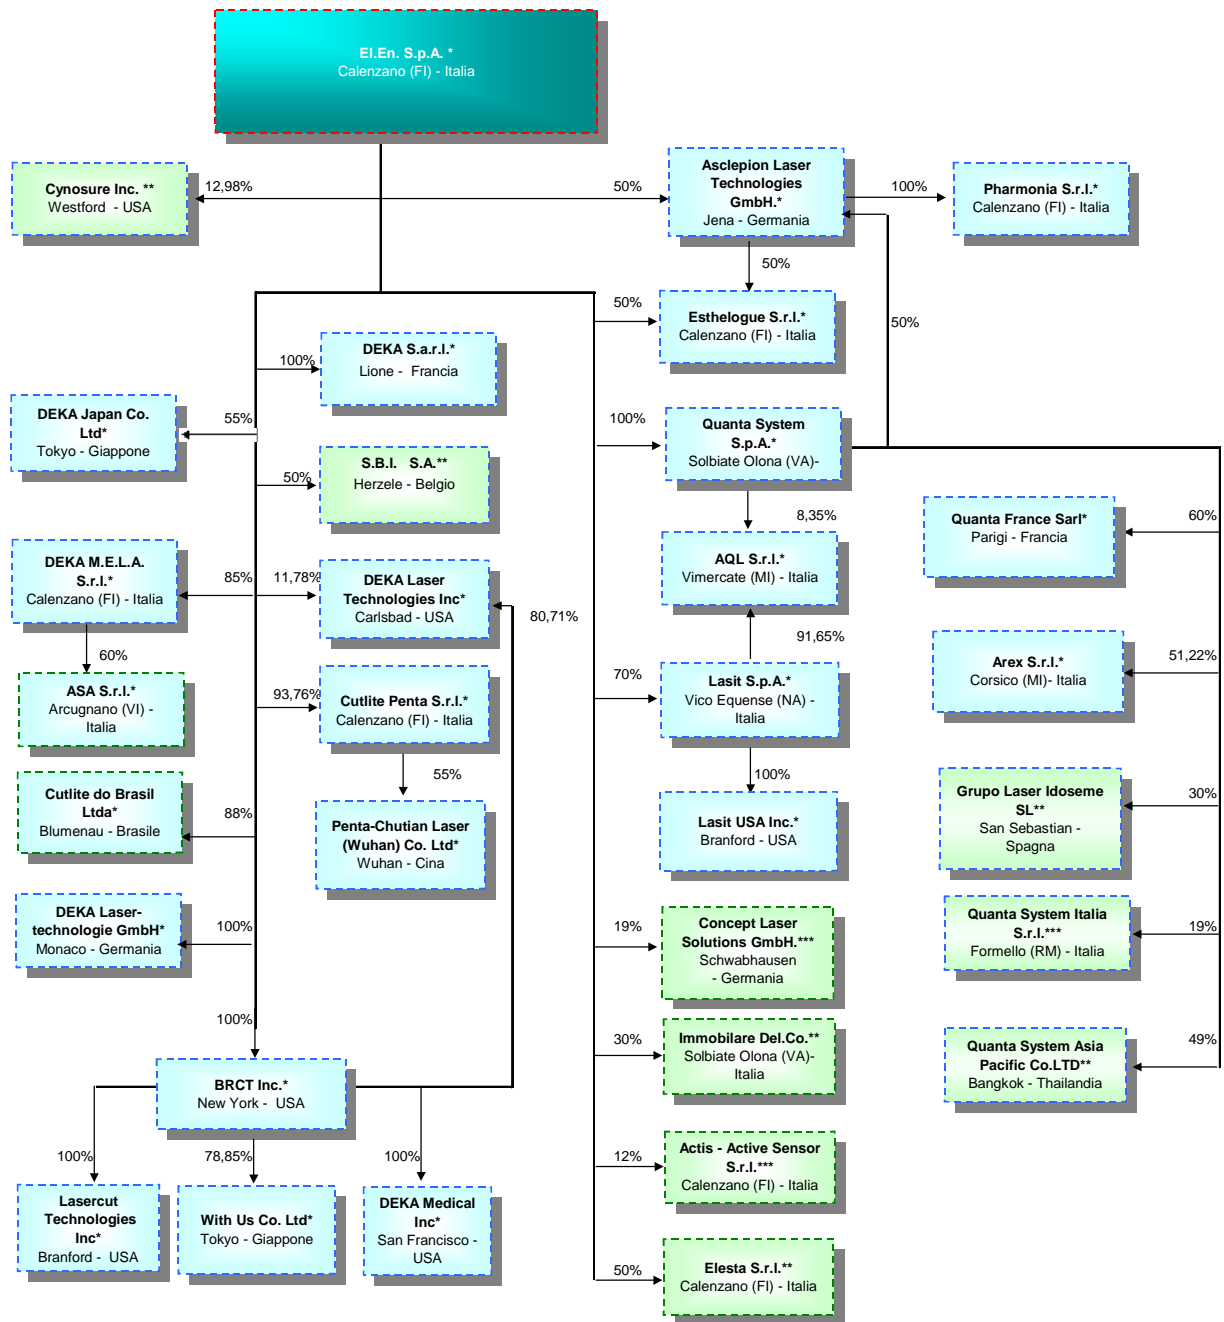 El.En. S.p.A. *
Calenzano (FI) - Italia
Cynosure Inc. **
Westford - USA
12,98%
50%
Asclepion Laser
Technologies
GmbH.*
Jena - Germania
100%
Pharmonia S.r.l.*
Calenzano (FI) - Italia
50%
50%
Esthelogue S.r.l.*
Calenzano (FI) - Italia
50%
100%
DEKA S.a.r.l.*
Lione - Francia
DEKA Japan Co.
Ltd*
Tokyo - Giappone
55%
100%
Quanta System
S.p.A.*
Solbiate Olona (VA)-
50%
S.B.I. S.A.**
Herzele - Belgio
8,35%
Quanta France Sarl*
Parigi - Francia
60%
DEKA M.E.L.A.
S.r.l.*
Calenzano (FI) - Italia
85%
11,78%
DEKA Laser
Technologies Inc*
Carlsbad - USA
80,71%
AQL S.r.l.*
Vimercate (MI) - Italia
91,65%
60%
ASA S.r.l.*
Arcugnano (VI) -
Italia
93,76%
Cutlite Penta S.r.l.*
Calenzano (FI) - Italia
70%
Lasit S.p.A.*
Vico Equense (NA) -
Italia
Arex S.r.l.*
Corsico (MI)- Italia
51,22%
55%
100%
Cutlite do Brasil
Ltda*
Blumenau - Brasile
88%
Penta-Chutian Laser
(Wuhan) Co. Ltd*
Wuhan - Cina
Lasit USA Inc.*
Branford - USA
Grupo Laser Idoseme
SL**
San Sebastian -
Spagna
30%
DEKA Laser-
technologie GmbH*
Monaco - Germania
100%
19%
Concept Laser
Solutions GmbH.***
Schwabhausen
- Germania
Quanta System Italia
S.r.l.***
Formello (RM) - Italia
19%
100%
30%
Immobilare Del.Co.**
Solbiate Olona (VA)-
Italia
Quanta System Asia
Pacific Co.LTD**
Bangkok - Thailandia
49%
BRCT Inc.*
New York - USA
100%
78,85%
100%
12%
Actis - Active Sensor
S.r.l.***
Calenzano (FI) - Italia
Lasercut
Technologies
Inc*
Branford - USA
With Us Co. Ltd*
Tokyo - Giappone
DEKA Medical
Inc*
San Francisco -
USA
50%
Elesta S.r.l.**
Calenzano (FI) - Italia